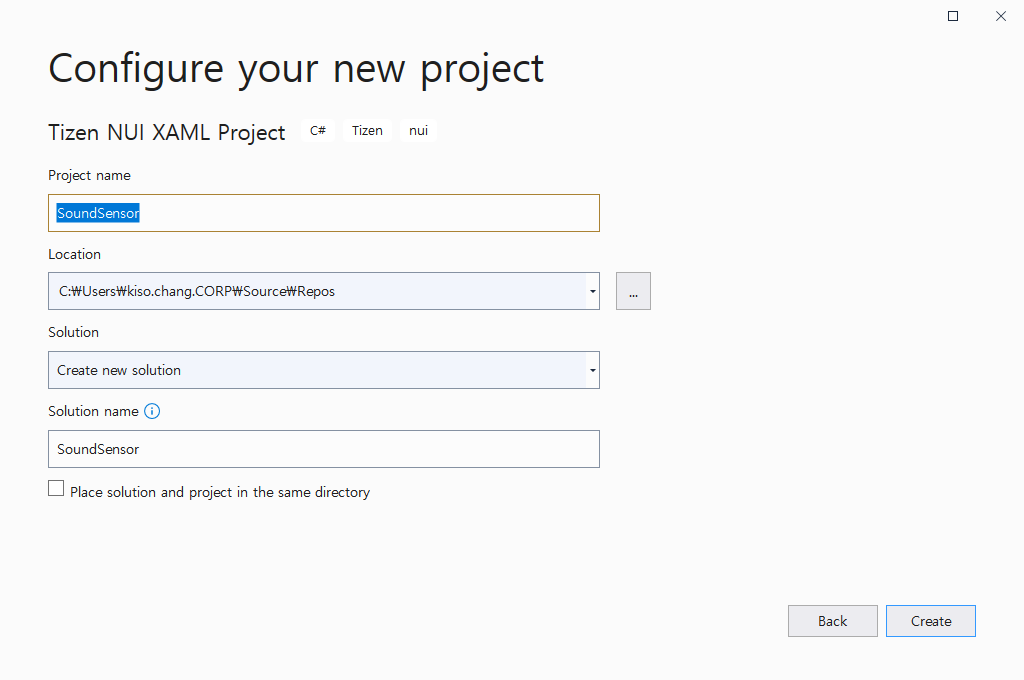 Configure your new project
Tizen NUI XAML Project C# Tizen nui
Project name
SoundSensor
Location
C:₩Users₩kiso.chang.CORP₩Source₩Repos
...
Solution
Create new solution
Solution name
SoundSensor
Place solution and project in the same directory
Back Create